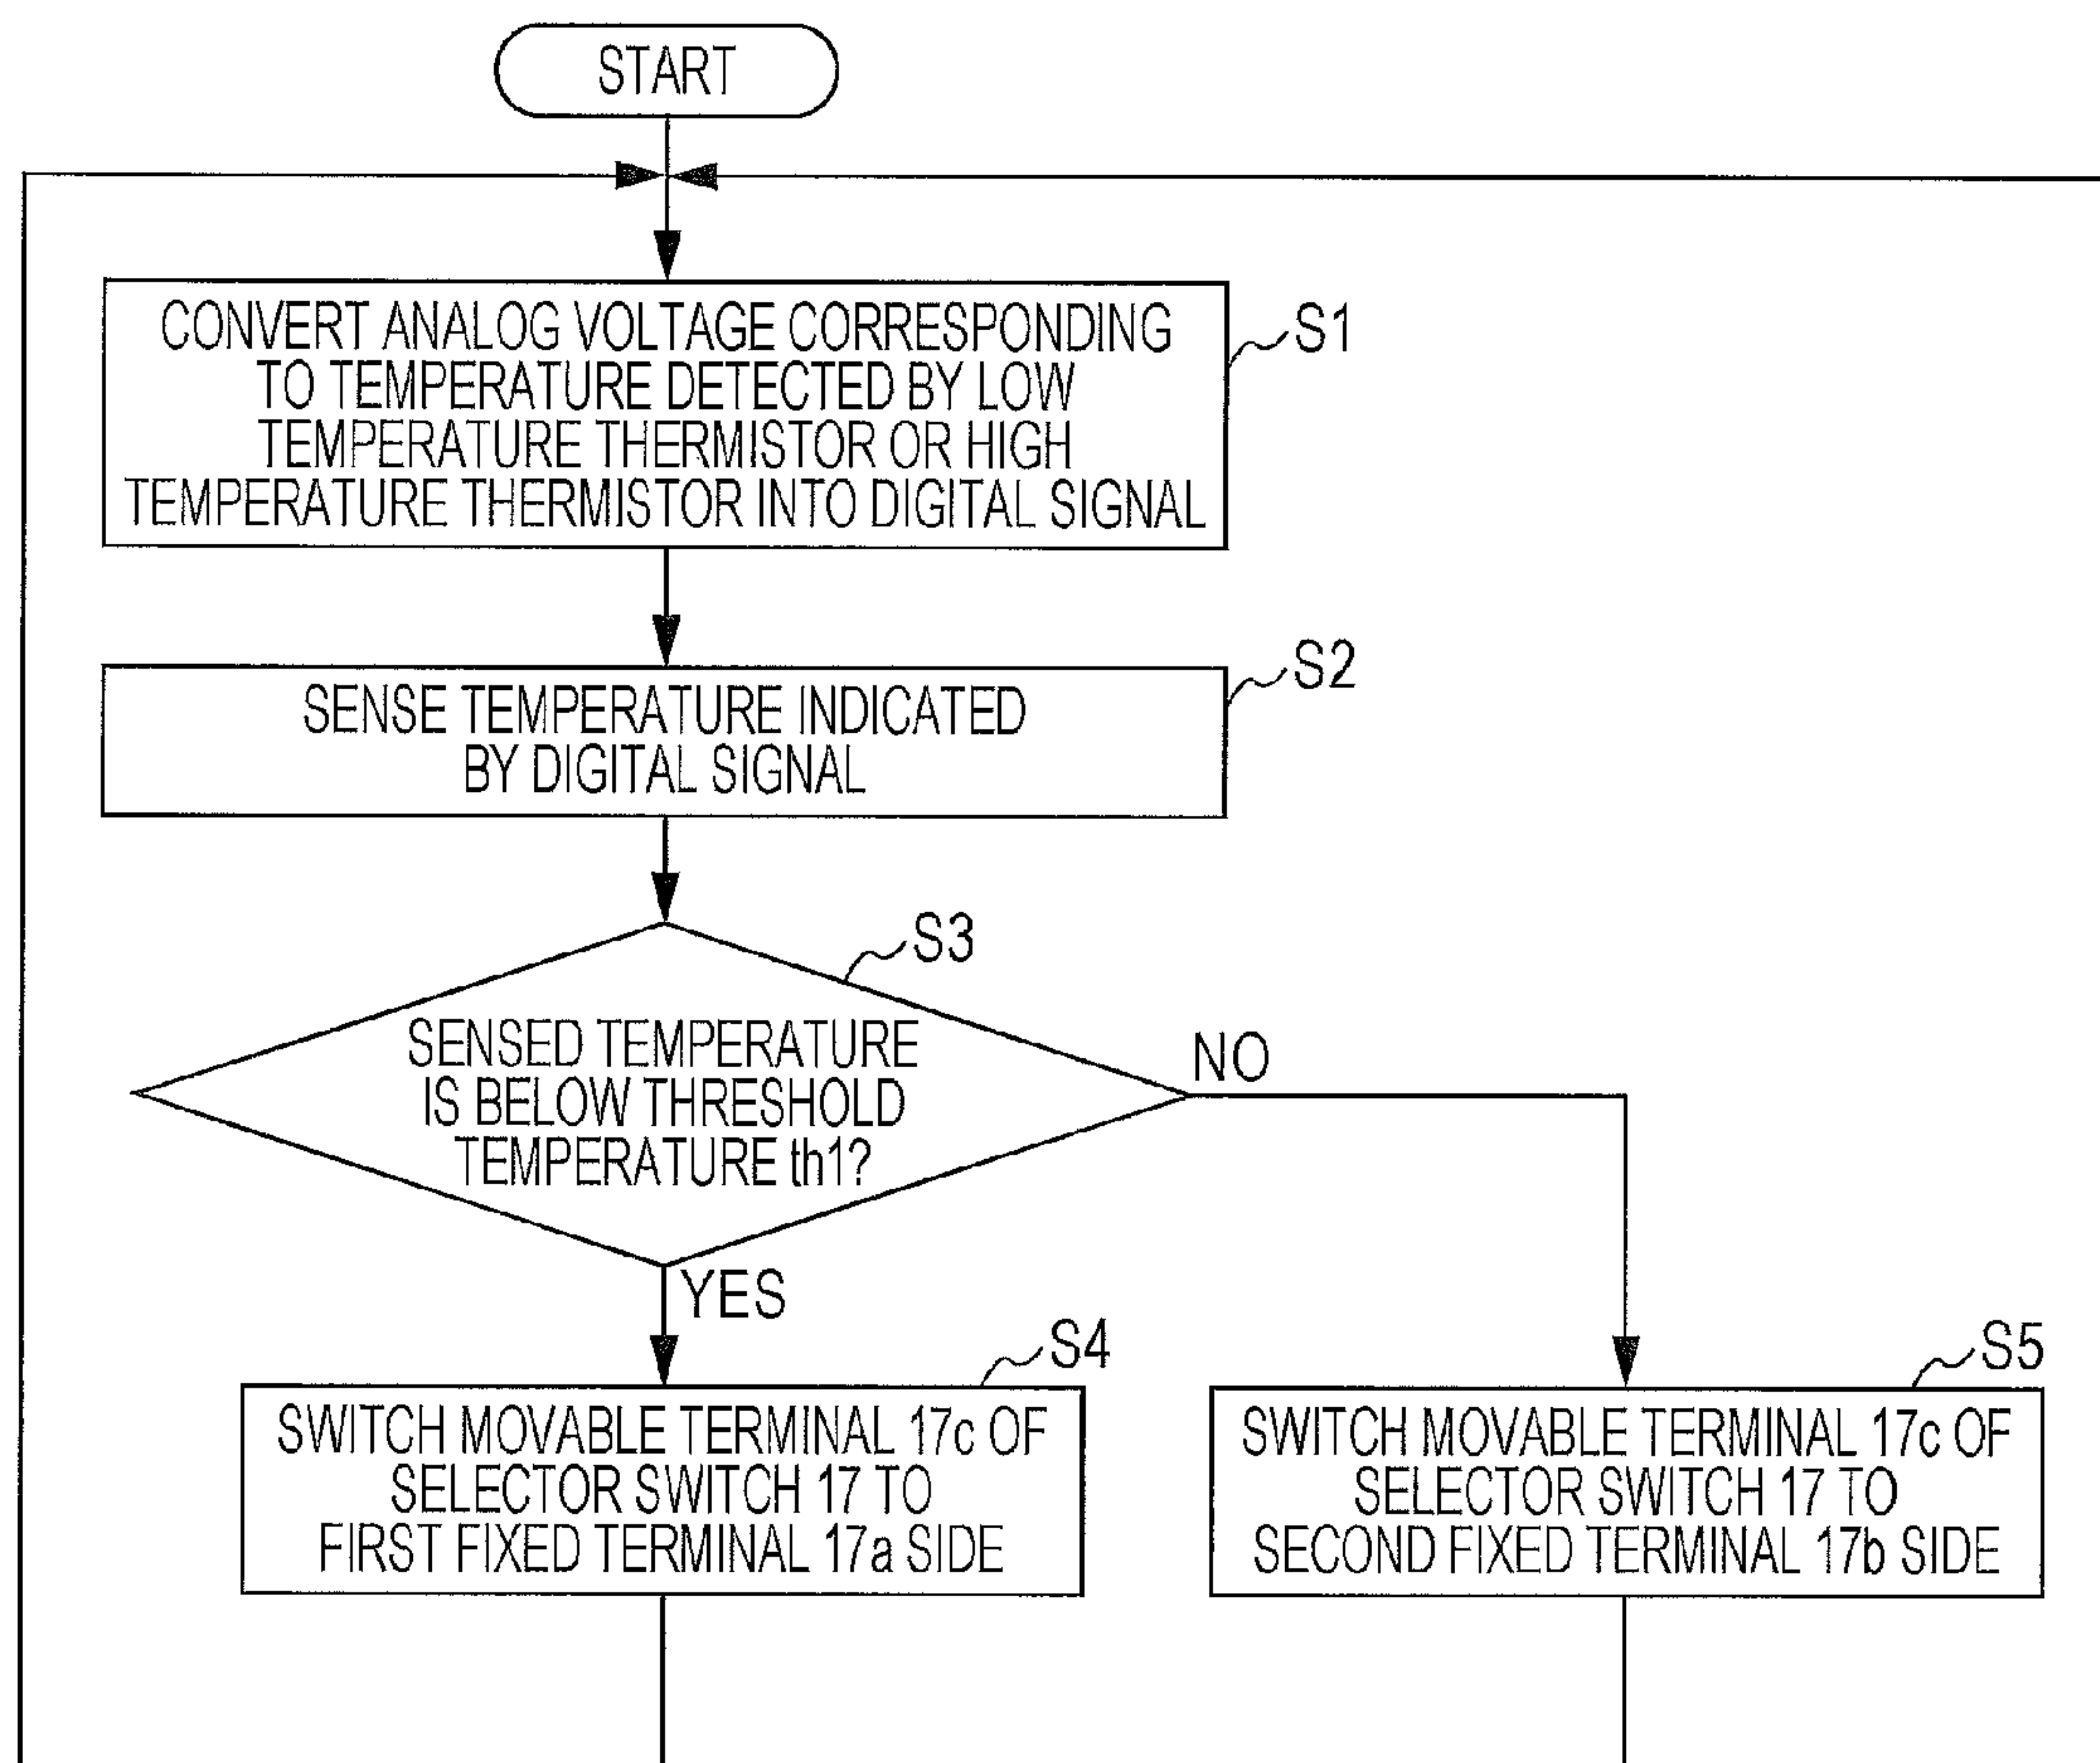 START
CONVERT ANALOG VOLTAGE CORRESPONDING
TO TEMPERATURE DETECTED BY LOW
TEMPERATURE THERMISTOR OR HIGH
TEMPERATURE THERMISTOR INTO DIGITAL SIGNAL
S1
SENSE TEMPERATURE INDICATED
BY DIGITAL SIGNAL
S2
SENSED TEMPERATURE
IS BELOW THRESHOLD
TEMPERATURE th1?
S3
NO
YES
SWITCH MOVABLE TERMINAL 17c OF
SELECTOR SWITCH 17 TO
FIRST FIXED TERMINAL 17a SIDE
S4
SWITCH MOVABLE TERMINAL 17c OF
SELECTOR SWITCH 17 TO
SECOND FIXED TERMINAL 17b SIDE
S5